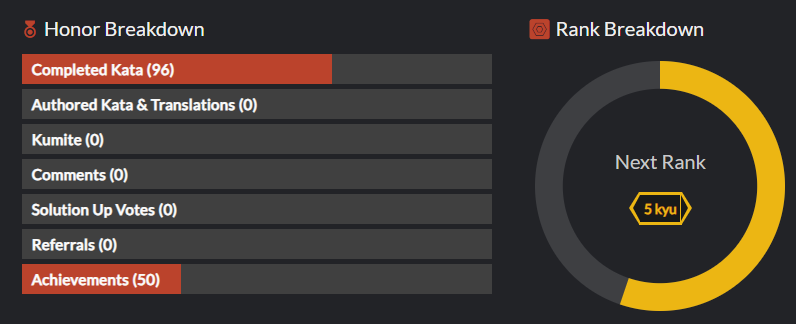 Honor Breakdown
Completed Kata (96)
Authored Kata & Translations (0)
Kumite (0)
Comments (0)
Solution Up Votes (0)
Referrals (0)
Achievements (50)
Rank Breakdown
Next Rank
5 kyu